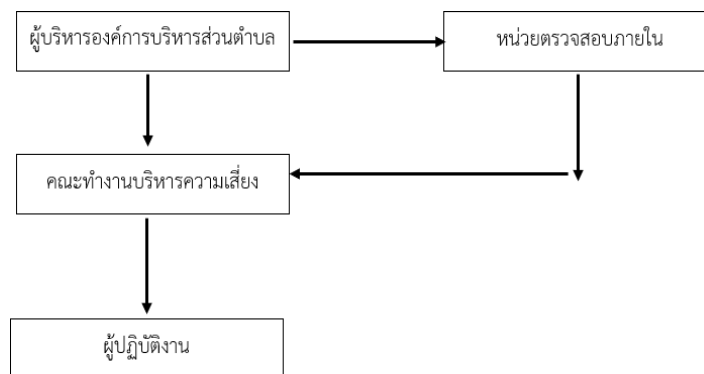 ผู้บริหารองค์การบริหารส่วนตำบล
หน่วยตรวจสอบภายใน
คณะทำงานบริหารความเสี่ยง
ผู้ปฏิบัติงาน